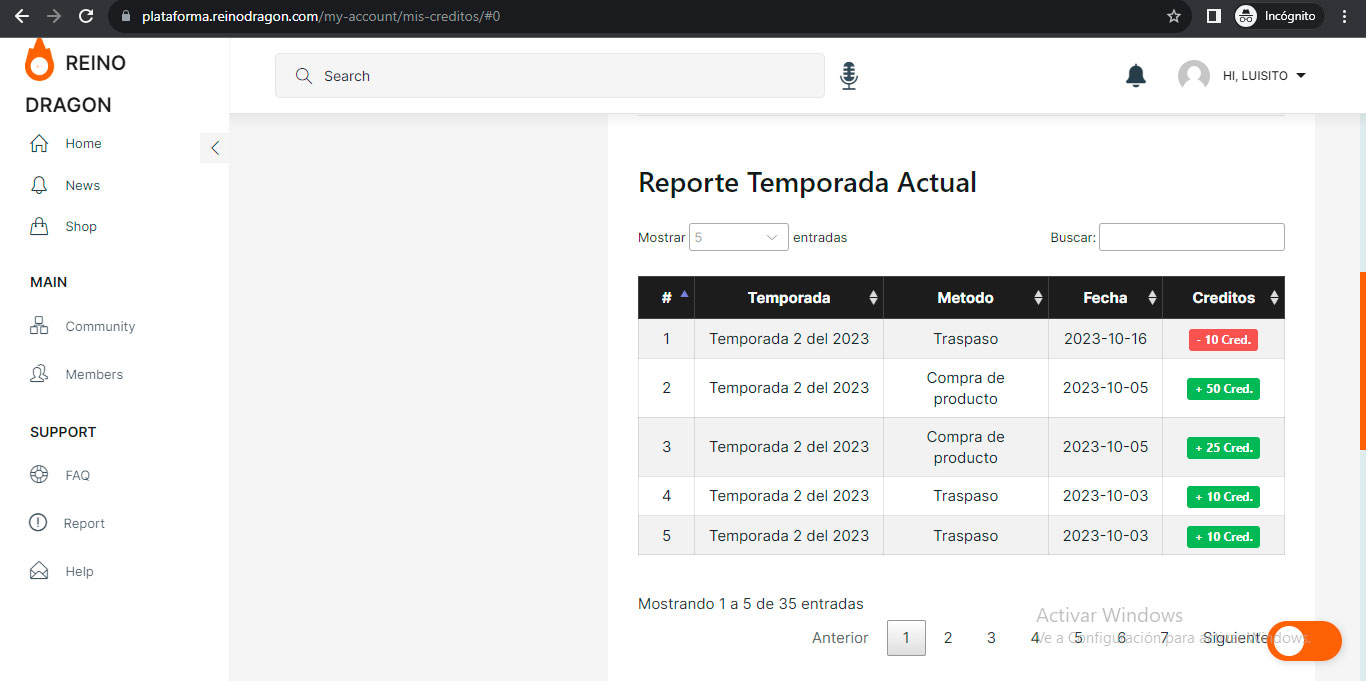 plataforma.reinodragon.com/my-account/mis-creditos/#0
Incógnito
REINO
DRAGON
Search
HI, LUISITO
Home
News
Shop
MAIN
Community
Members
SUPPORT
FAQ
Report
Help
Reporte Temporada Actual
Mostrar 5 entradas
Buscar:
# Temporada Metodo Fecha Creditos
1 Temporada 2 del 2023 Traspaso 2023-10-16 - 10 Cred.
2 Temporada 2 del 2023 Compra de producto 2023-10-05 + 50 Cred.
3 Temporada 2 del 2023 Compra de producto 2023-10-05 + 25 Cred.
4 Temporada 2 del 2023 Traspaso 2023-10-03 + 10 Cred.
5 Temporada 2 del 2023 Traspaso 2023-10-03 + 10 Cred.
Mostrando 1 a 5 de 35 entradas
Anterior 1 2 3 4 5 6 7 Siguiente
Activar Windows
Ve a Configuración para activar Windows.